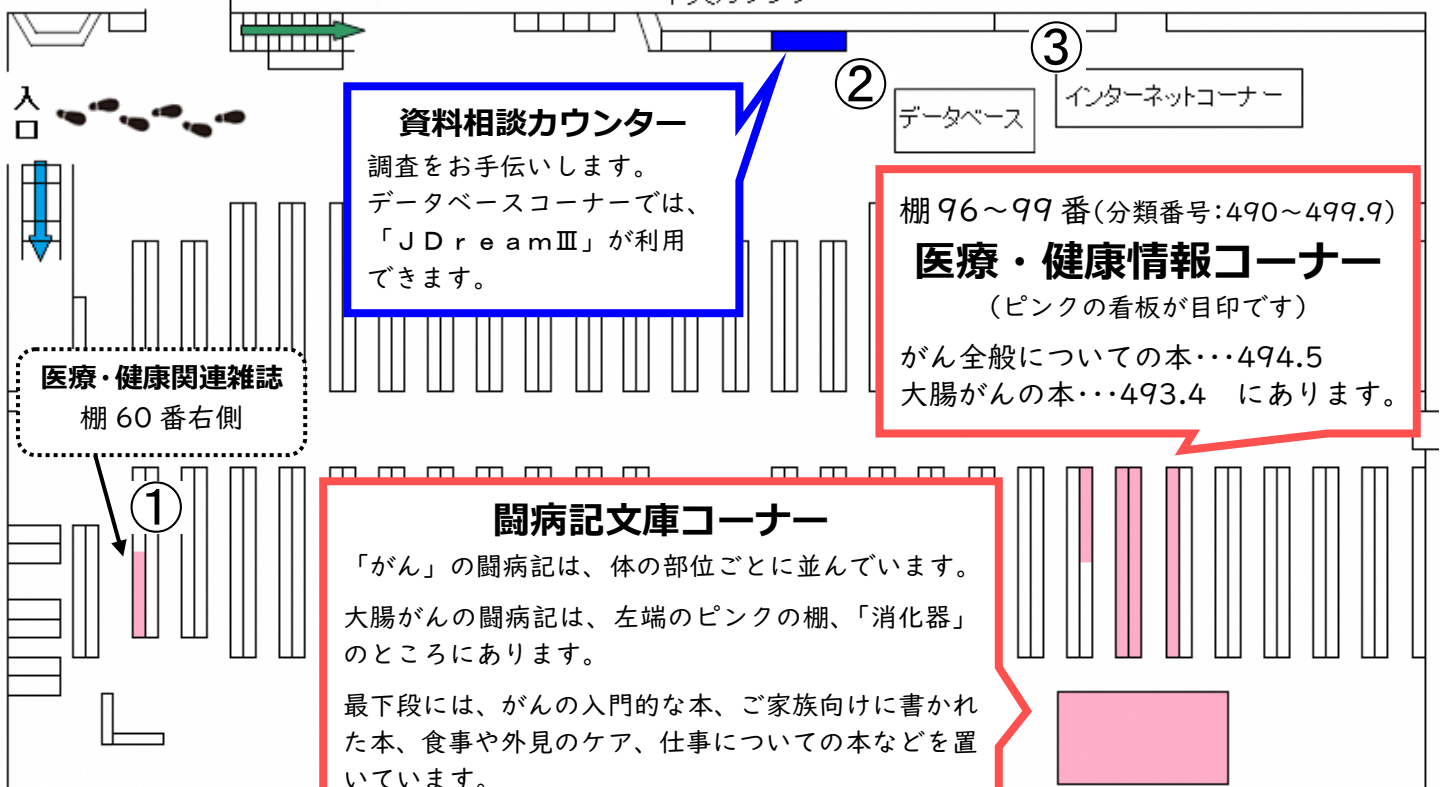 入口
資料相談カウンター
調査をお手伝いします。
データベースコーナーでは、
「ＪＤｒｅａｍⅢ」が利用
できます。
②
データベース
③
インターネットコーナー
棚96～99番(分類番号:490～499.9)
医療・健康情報コーナー
(ピンクの看板が目印です)
がん全般についての本･･･494.5
大腸がんの本･･･493.4　にあります。
医療・健康関連雑誌
棚60番右側
①
闘病記文庫コーナー
「がん」の闘病記は、体の部位ごとに並んでいます。
大腸がんの闘病記は、左端のピンクの棚、「消化器」
のところにあります。
最下段には、がんの入門的な本、ご家族向けに書かれ
た本、食事や外見のケア、仕事についての本などを置
いています。